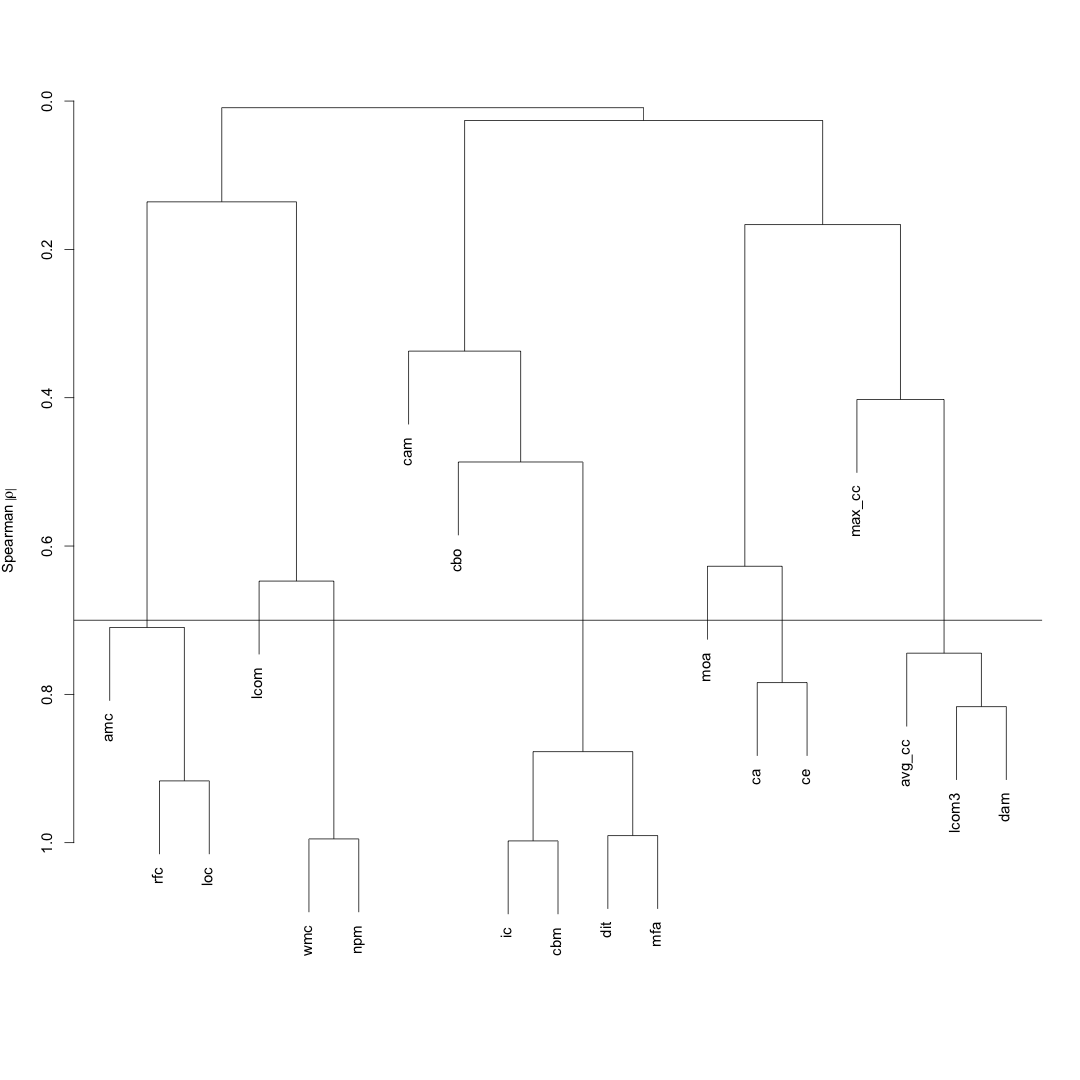 Spearman |ρ|
0.0
0.2
0.4
0.6
0.8
1.0
amc
rfc
loc
lcom
wmc
npm
cam
cbo
ic
cbm
dit
mfa
moa
ca
ce
max_cc
avg_cc
lcom3
dam